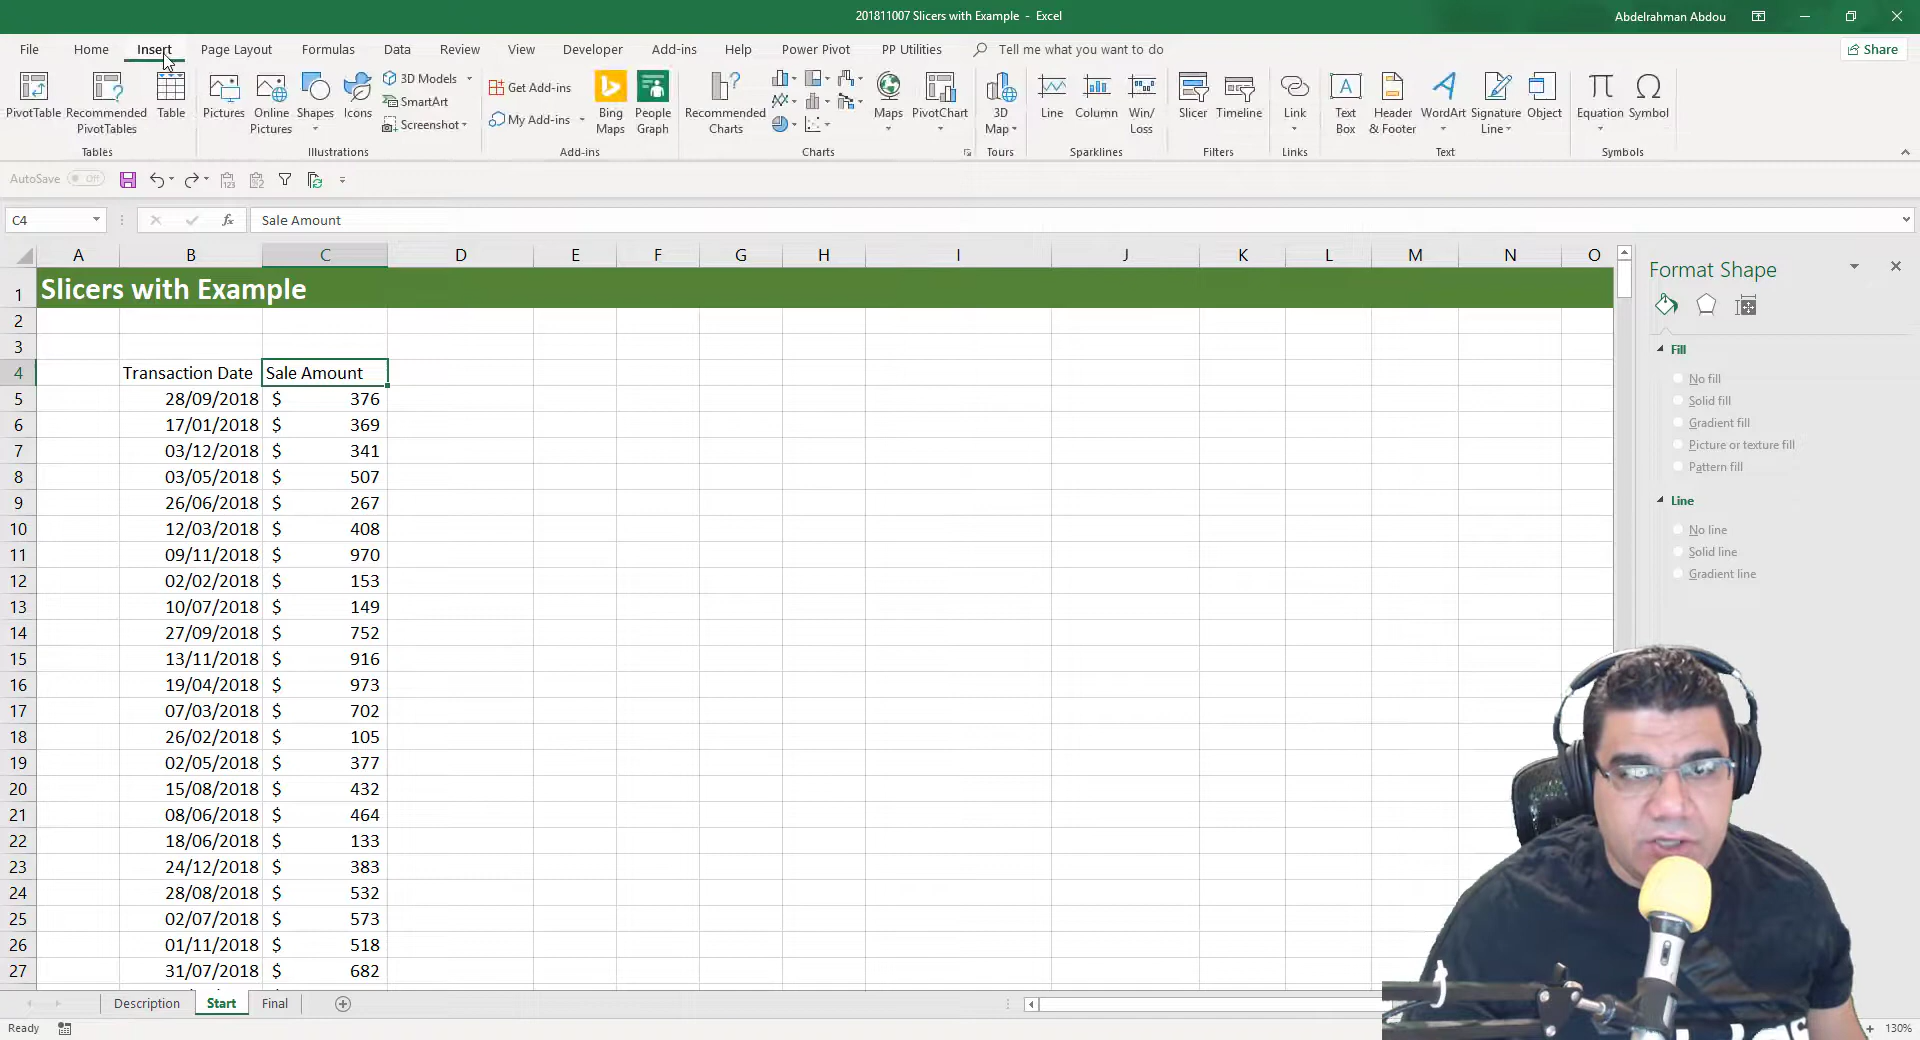 201811007 Slicers with Example - Excel
Abdelrahman Abdou
File Home Insert Page Layout Formulas Data Review View Developer Add-ins Help Power Pivot PP Utilities Tell me what you want to do Share
PivotTable
Recommended PivotTables
Table
Tables
Pictures
Online Pictures
Shapes
Icons
3D Models
SmartArt
Screenshot
Illustrations
Get Add-ins
My Add-ins
Bing Maps
People Graph
Add-ins
Recommended Charts
Maps
PivotChart
Charts
3D Map
Tours
Line
Column
Win/Loss
Sparklines
Slicer
Timeline
Filters
Link
Links
Text Box
Header & Footer
WordArt
Signature Line
Object
Text
Equation
Symbol
Symbols
AutoSave Off
C4 fx Sale Amount
A B C D E F G H I J K L M N O
1 Slicers with Example
2
3
4 Transaction Date Sale Amount
5 28/09/2018 $ 376
6 17/01/2018 $ 369
7 03/12/2018 $ 341
8 03/05/2018 $ 507
9 26/06/2018 $ 267
10 12/03/2018 $ 408
11 09/11/2018 $ 970
12 02/02/2018 $ 153
13 10/07/2018 $ 149
14 27/09/2018 $ 752
15 13/11/2018 $ 916
16 19/04/2018 $ 973
17 07/03/2018 $ 702
18 26/02/2018 $ 105
19 02/05/2018 $ 377
20 15/08/2018 $ 432
21 08/06/2018 $ 464
22 18/06/2018 $ 133
23 24/12/2018 $ 383
24 28/08/2018 $ 532
25 02/07/2018 $ 573
26 01/11/2018 $ 518
27 31/07/2018 $ 682
Format Shape
Fill
No fill
Solid fill
Gradient fill
Picture or texture fill
Pattern fill
Line
No line
Solid line
Gradient line
Description Start Final
Ready
130%